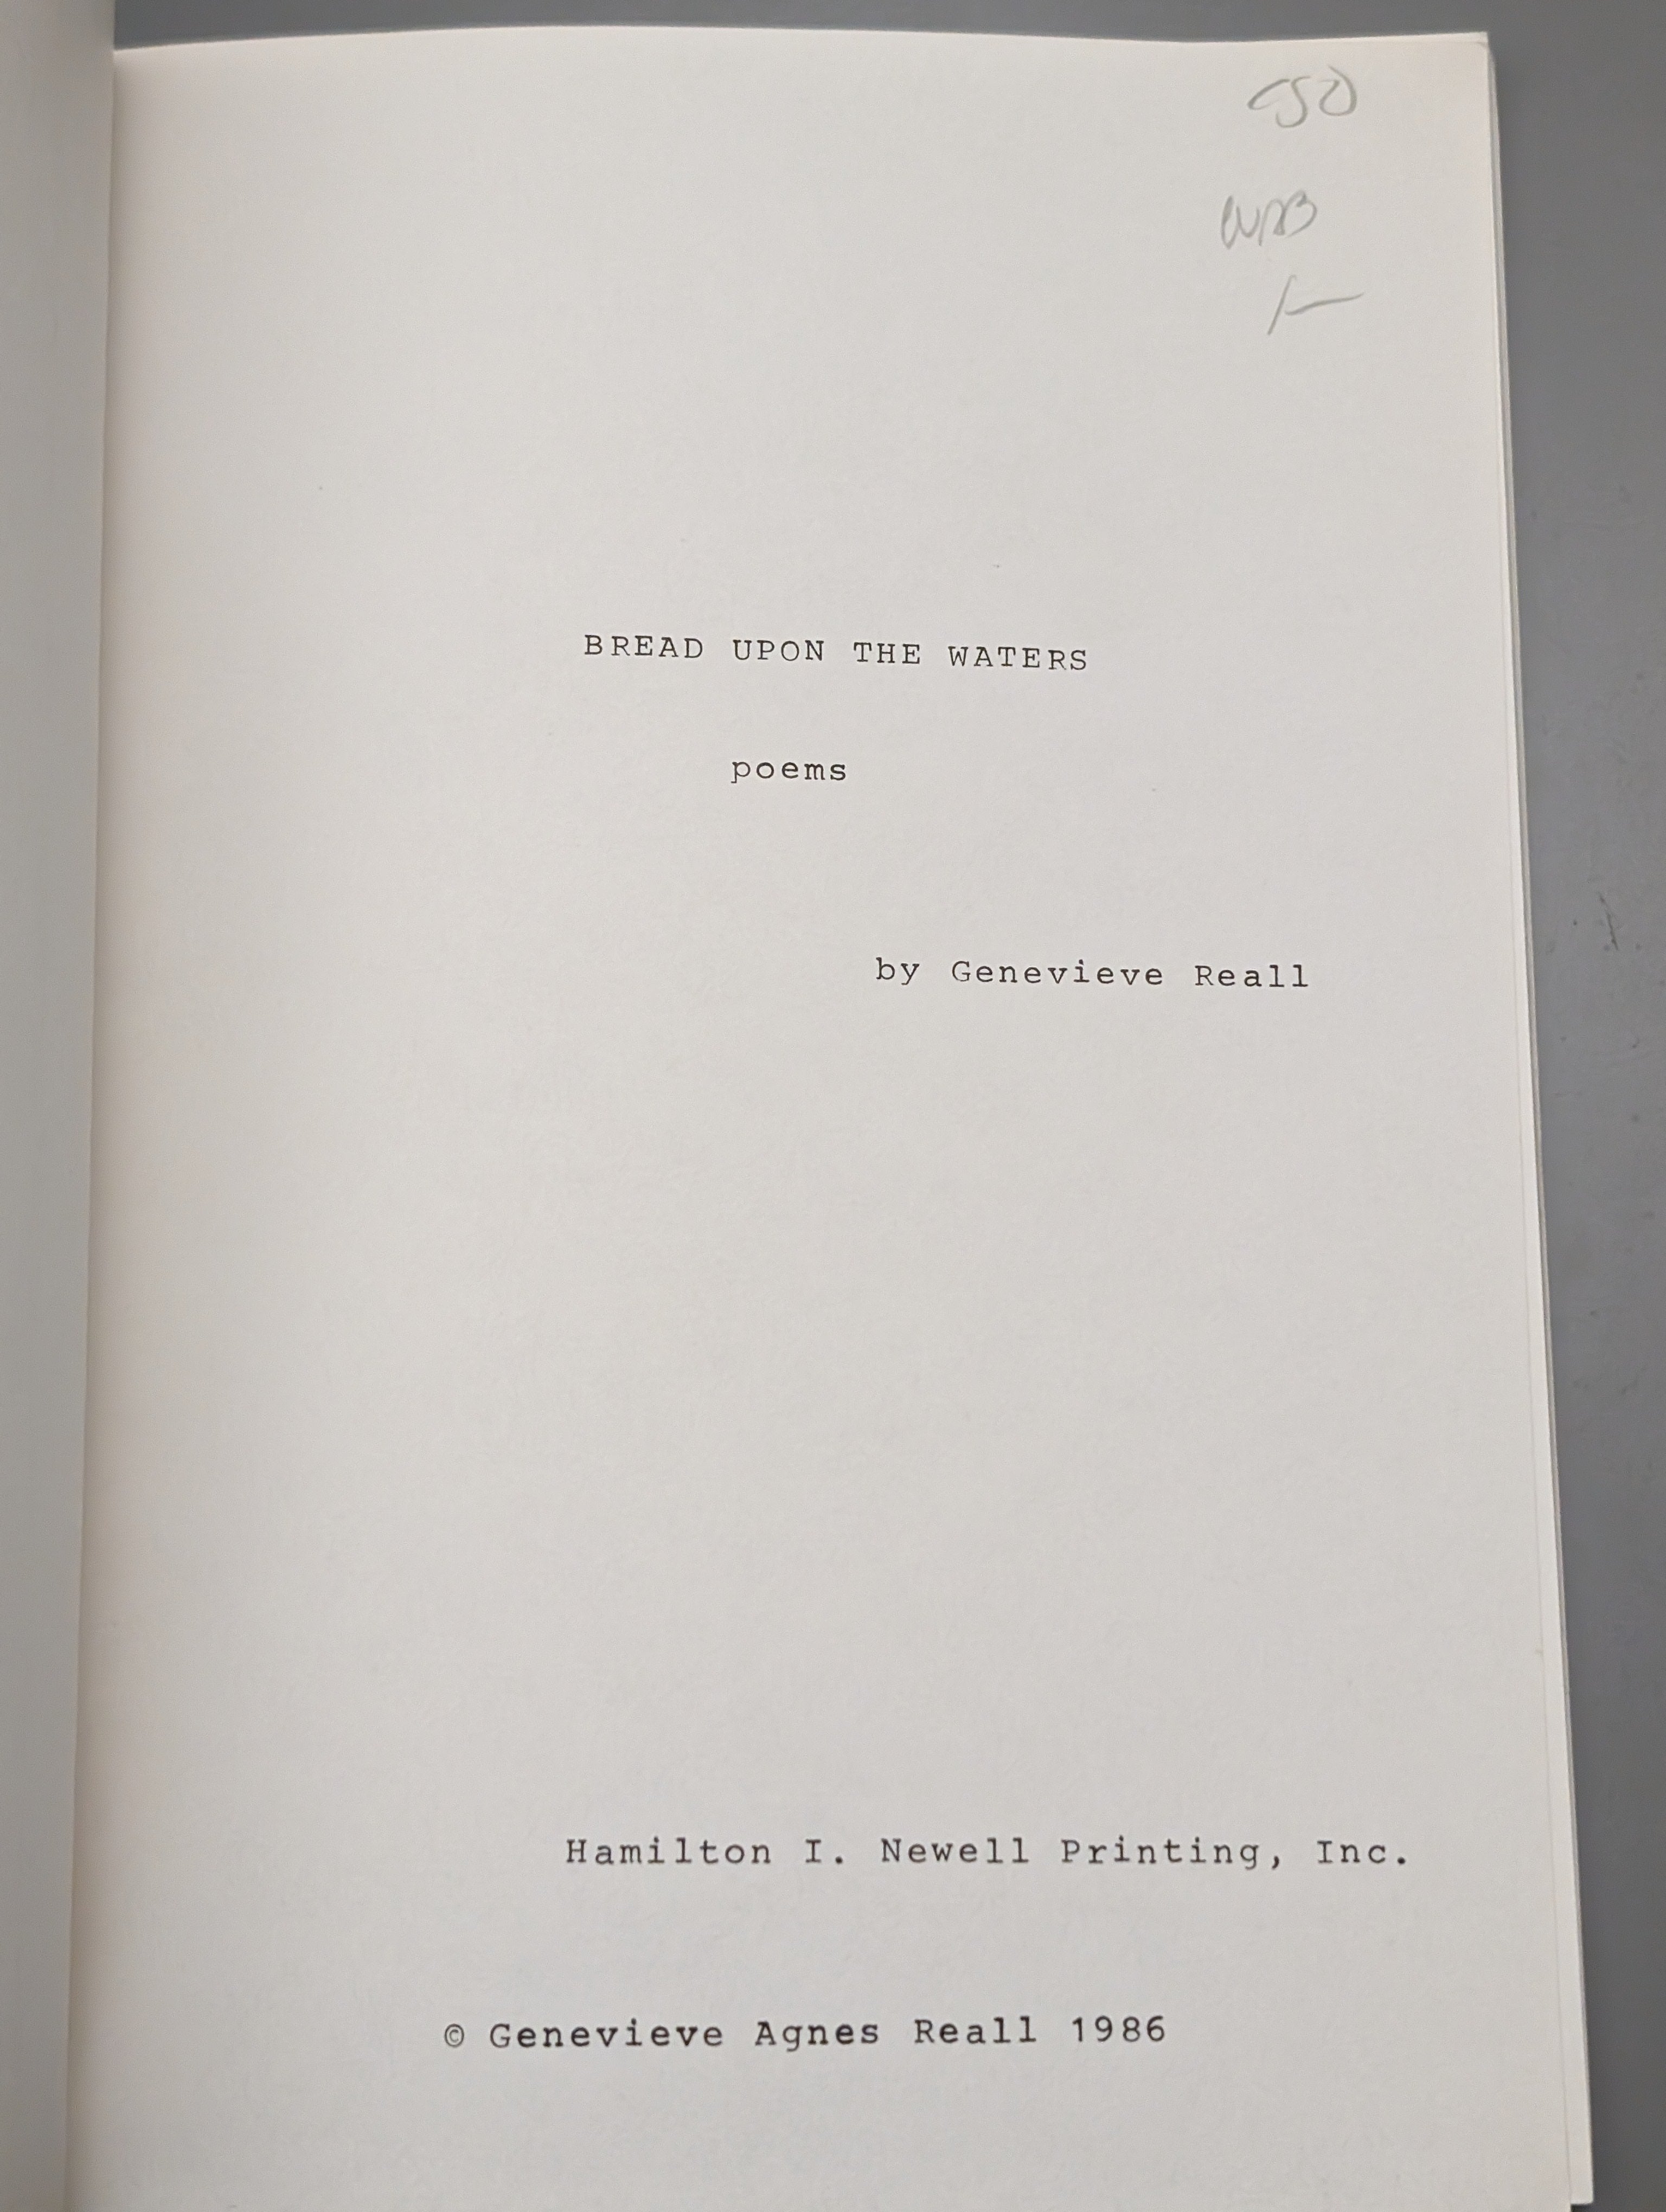 BREAD UPON THE WATERS
poems
by Genevieve Reall
Hamilton I. Newell Printing, Inc.
© Genevieve Agnes Reall 1986